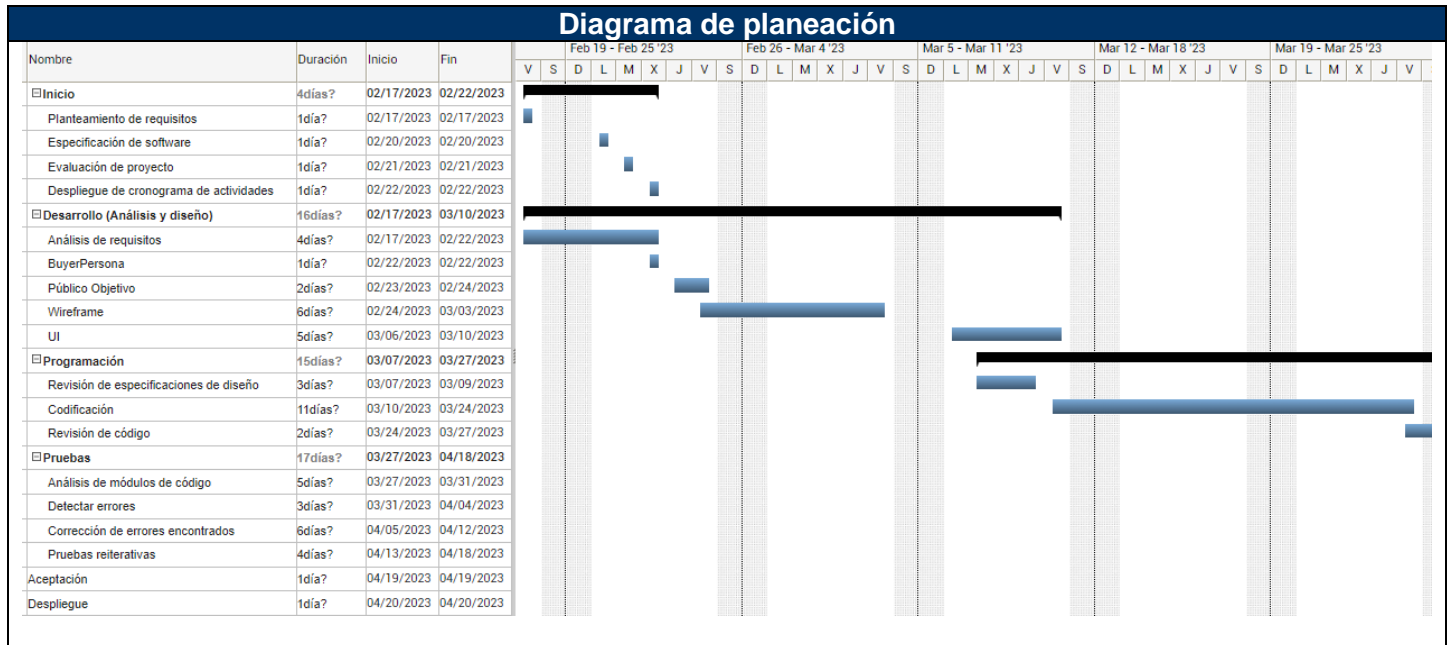 Diagrama de planeación
Nombre Duración Inicio Fin Feb 19 - Feb 25 '23 Feb 26 - Mar 4 '23 Mar 5 - Mar 11 '23 Mar 12 - Mar 18 '23 Mar 19 - Mar 25 '23
V S D L M X J V S D L M X J V S D L M X J V S D L M X J V S D L M X J V
Inicio 4días? 02/17/2023 02/22/2023
Planteamiento de requisitos 1día? 02/17/2023 02/17/2023
Especificación de software 1día? 02/20/2023 02/20/2023
Evaluación de proyecto 1día? 02/21/2023 02/21/2023
Despliegue de cronograma de actividades 1día? 02/22/2023 02/22/2023
Desarrollo (Análisis y diseño) 16días? 02/17/2023 03/10/2023
Análisis de requisitos 4días? 02/17/2023 02/22/2023
BuyerPersona 1día? 02/22/2023 02/22/2023
Público Objetivo 2días? 02/23/2023 02/24/2023
Wireframe 6días? 02/24/2023 03/03/2023
UI 5días? 03/06/2023 03/10/2023
Programación 15días? 03/07/2023 03/27/2023
Revisión de especificaciones de diseño 3días? 03/07/2023 03/09/2023
Codificación 11días? 03/10/2023 03/24/2023
Revisión de código 2días? 03/24/2023 03/27/2023
Pruebas 17días? 03/27/2023 04/18/2023
Análisis de módulos de código 5días? 03/27/2023 03/31/2023
Detectar errores 3días? 03/31/2023 04/04/2023
Corrección de errores encontrados 6días? 04/05/2023 04/12/2023
Pruebas reiterativas 4días? 04/13/2023 04/18/2023
Aceptación 1día? 04/19/2023 04/19/2023
Despliegue 1día? 04/20/2023 04/20/2023